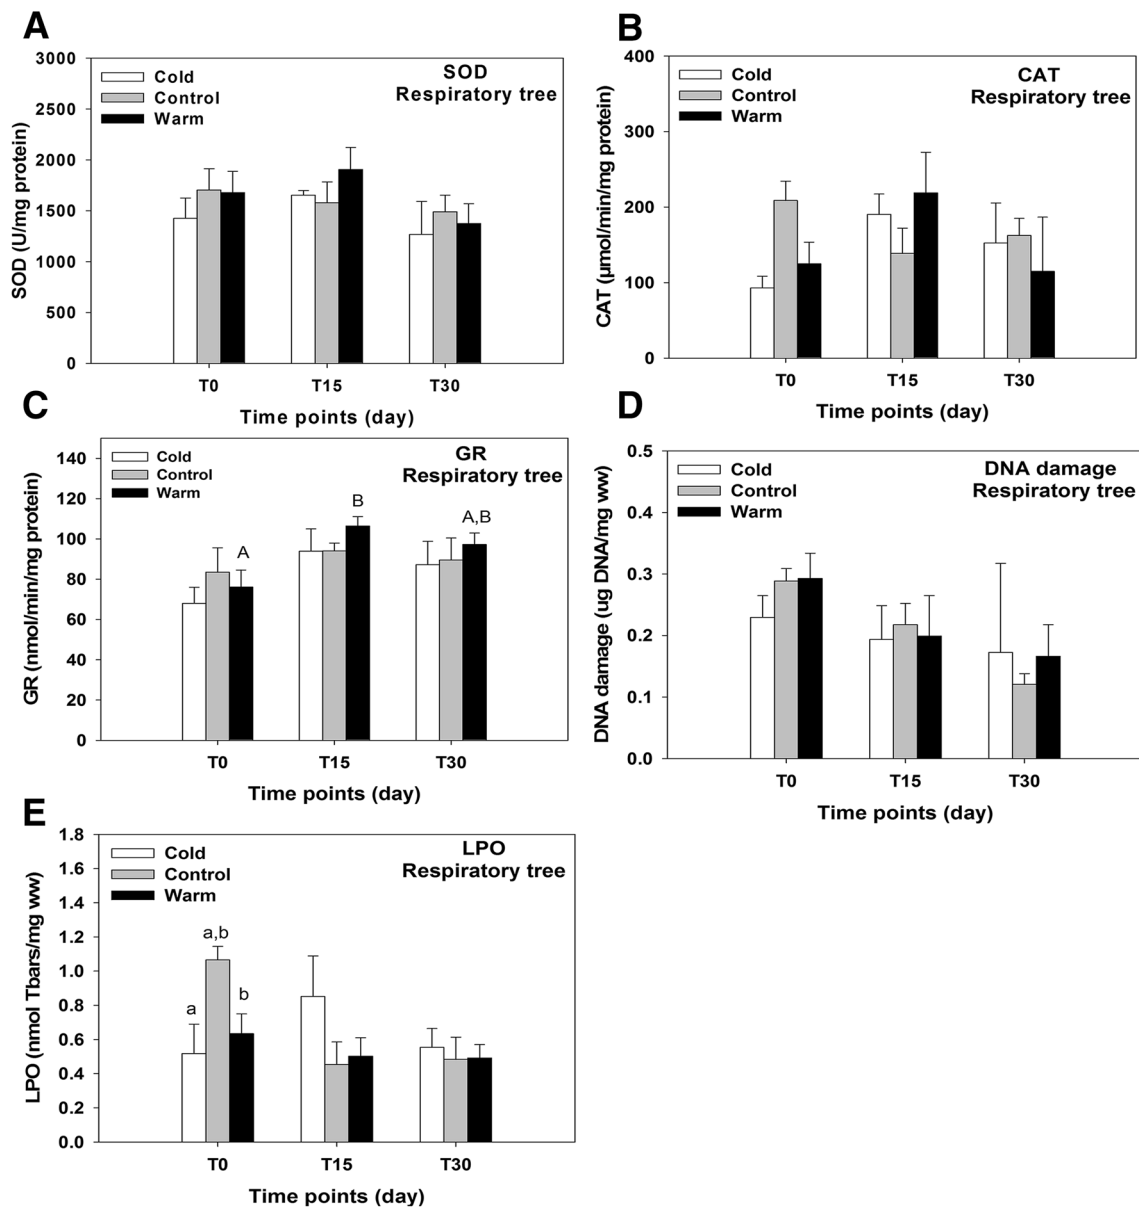 A
SOD (U/mg protein)
3000
2500
2000
1500
1000
500
0
Cold
Control
Warm
SOD
Respiratory tree
T0 T15 T30
Time points (day)
B
CAT (µmol/min/mg protein)
400
300
200
100
0
Cold
Control
Warm
CAT
Respiratory tree
T0 T15 T30
Time points (day)
C
GR (nmol/min/mg protein)
140
120
100
80
60
40
20
0
Cold
Control
Warm
GR
Respiratory tree
A B A,B
T0 T15 T30
Time points (day)
D
DNA damage (ug DNA/mg ww)
0.5
0.4
0.3
0.2
0.1
0.0
Cold
Control
Warm
DNA damage
Respiratory tree
T0 T15 T30
Time points (day)
E
LPO (nmol Tbars/mg ww)
1.8
1.6
1.4
1.2
1.0
0.8
0.6
0.4
0.2
0.0
Cold
Control
Warm
LPO
Respiratory tree
a a,b b
T0 T15 T30
Time points (day)